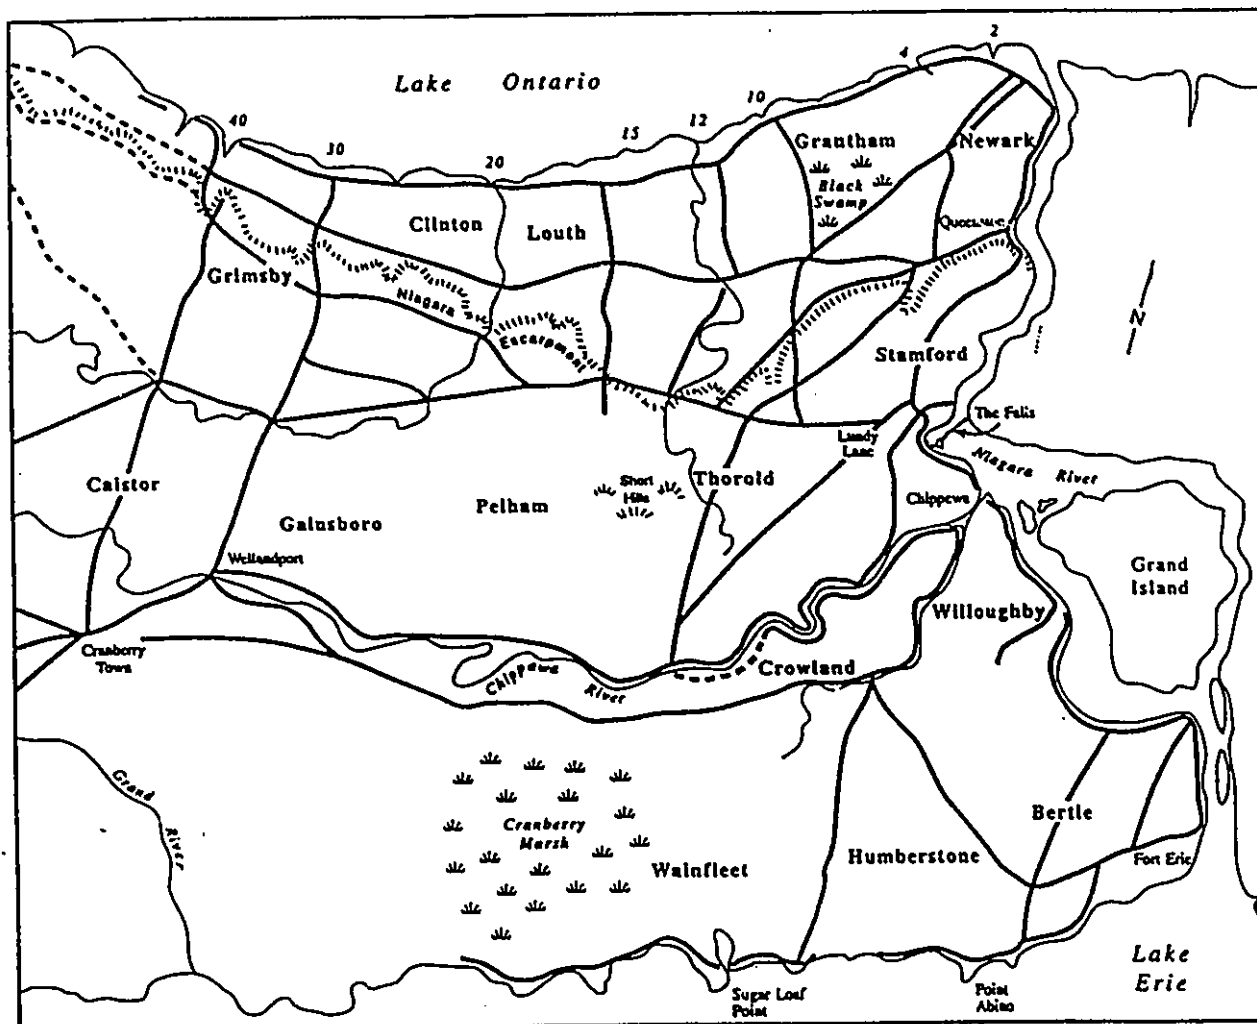 2
4
Lake Ontario
10
12
15
40
30
20
Grantham
Newark
Black
Swamp
Clinton
Louth
Grimsby
Niagara
Escarpment
N
Stamford
The Falls
Lundy
Lane
Niagara River
Caistor
Short
Hills
Thorold
Chippewa
Pelham
Gainsboro
Wellandport
Grand
Island
Willoughby
Cranberry
Town
Crowland
Chippawa
River
Grand
River
Cranberry
Marsh
Bertie
Wainfleet
Humberstone
Fort Erie
Lake
Erie
Sugar Loaf
Point
Point
Abino